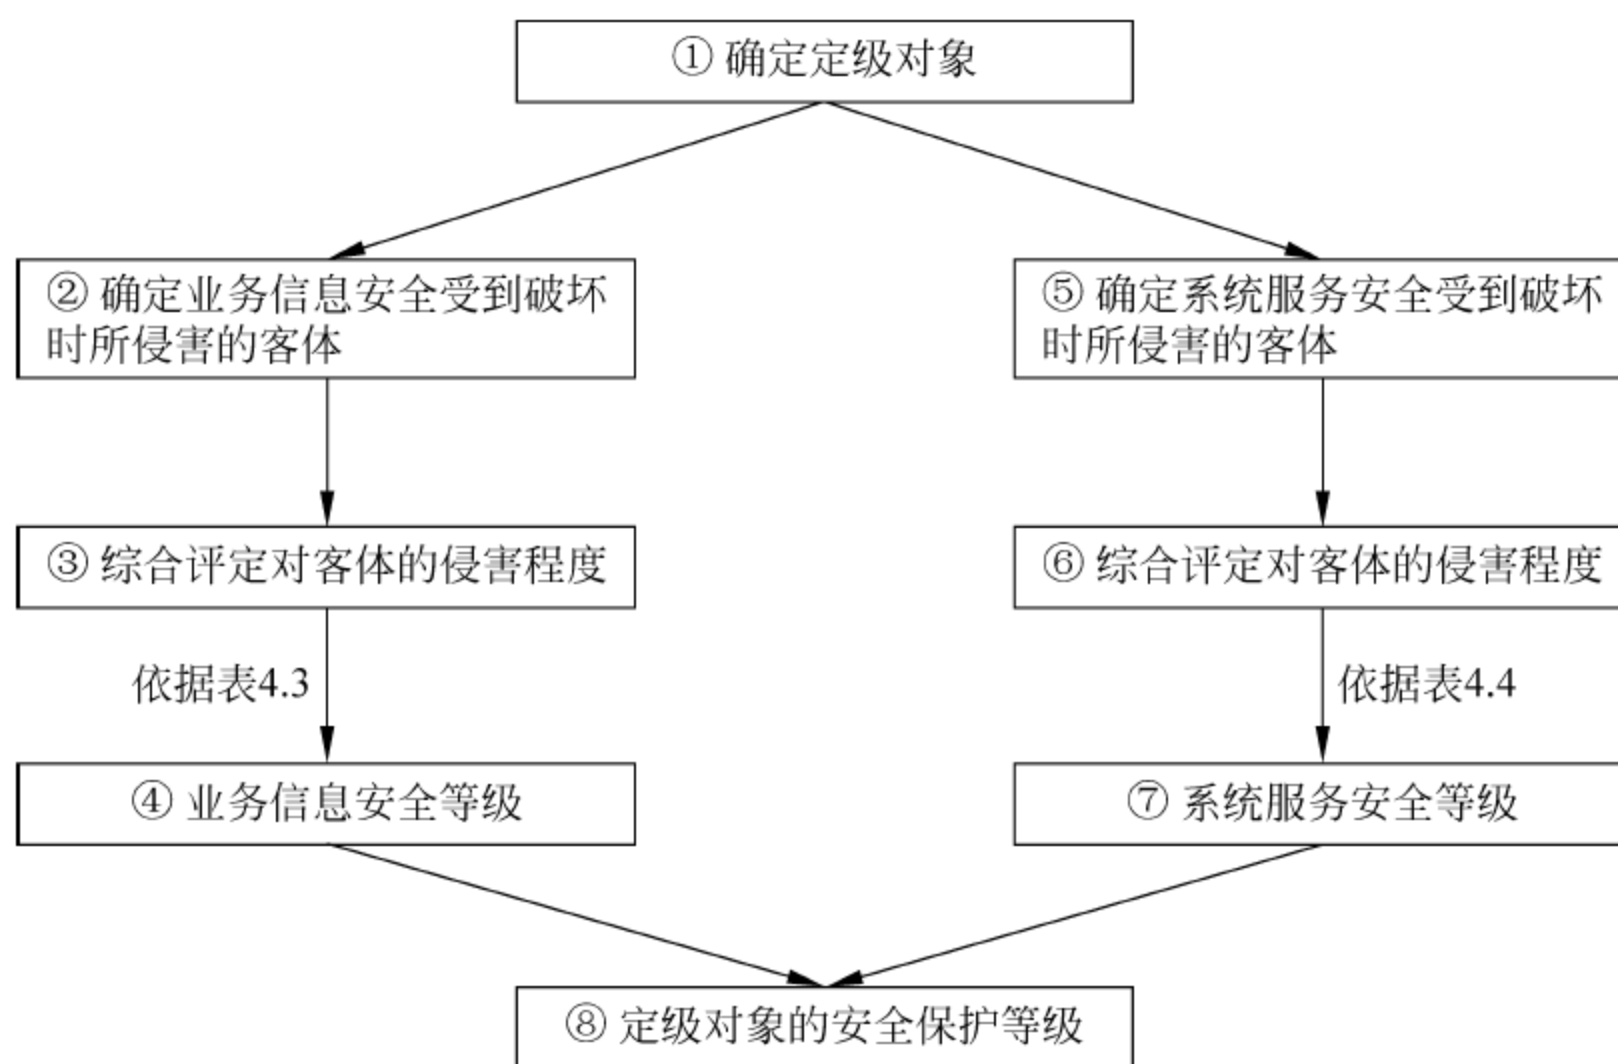 ① 确定定级对象
② 确定业务信息安全受到破坏
时所侵害的客体
⑤ 确定系统服务安全受到破坏
时所侵害的客体
③ 综合评定对客体的侵害程度
⑥ 综合评定对客体的侵害程度
依据表4.3
依据表4.4
④ 业务信息安全等级
⑦ 系统服务安全等级
⑧ 定级对象的安全保护等级